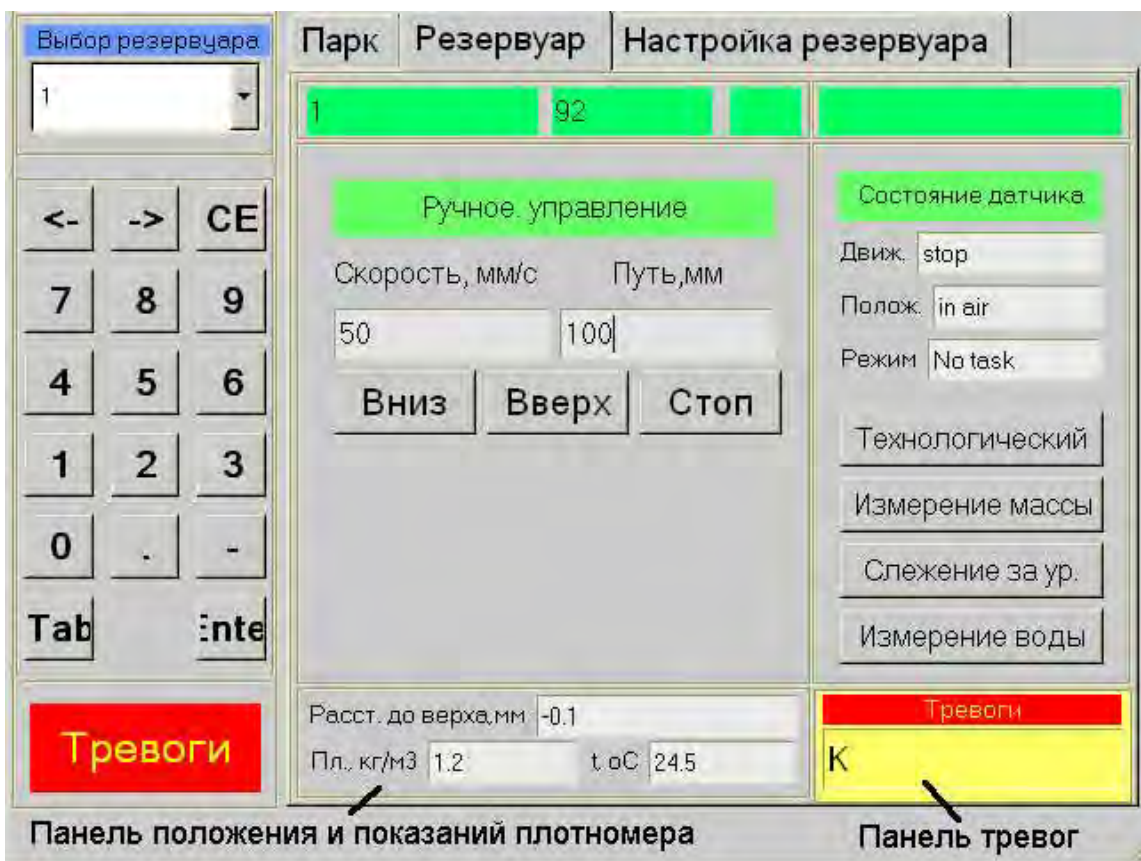 Выбор резервуара
1
Парк Резервуар Настройка резервуара
1 92
<- -> CE
7 8 9
4 5 6
1 2 3
0 . -
Tab Ente
Тревоги
Ручное. управление
Скорость, мм/с Путь,мм
50 100
Вниз Вверх Стоп
Состояние датчика
Движ. stop
Полож. in air
Режим No task
Технологический
Измерение массы
Слежение за ур.
Измерение воды
Расст. до верха,мм -0.1
Пл., кг/м3 1.2 t, oC 24.5
Тревоги
K
Панель положения и показаний плотномера Панель тревог